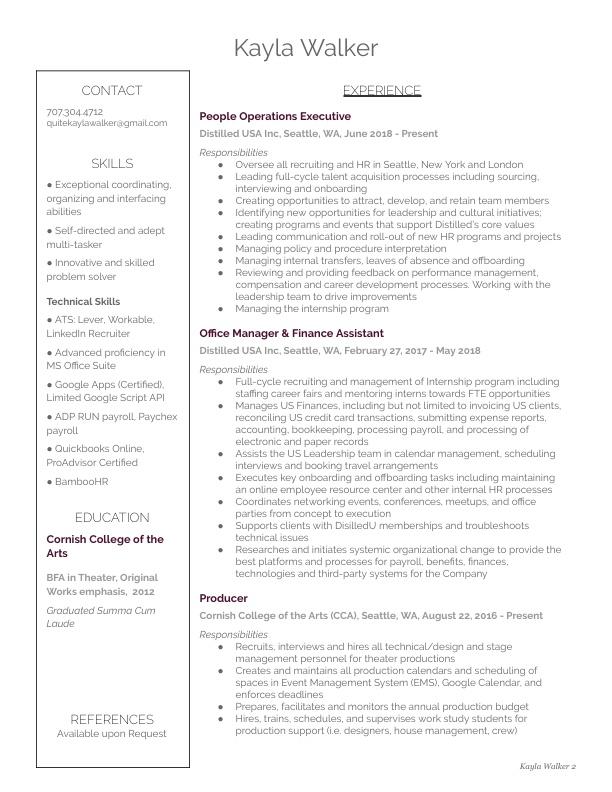 Kayla Walker
CONTACT
707.304.4712
quitekaylawalker@gmail.com
SKILLS
● Exceptional coordinating,
organizing and interfacing
abilities
● Self-directed and adept
multi-tasker
● Innovative and skilled
problem solver
Technical Skills
● ATS: Lever, Workable,
LinkedIn Recruiter
● Advanced proficiency in
MS Office Suite
● Google Apps (Certified),
Limited Google Script API
● ADP RUN payroll, Paychex
payroll
● Quickbooks Online,
ProAdvisor Certified
● BambooHR
EDUCATION
Cornish College of the
Arts
BFA in Theater, Original
Works emphasis, 2012
Graduated Summa Cum
Laude
REFERENCES
Available upon Request
EXPERIENCE
People Operations Executive
Distilled USA Inc, Seattle, WA, June 2018 - Present
Responsibilities
● Oversee all recruiting and HR in Seattle, New York and London
● Leading full-cycle talent acquisition processes including sourcing,
interviewing and onboarding
● Creating opportunities to attract, develop, and retain team members
● Identifying new opportunities for leadership and cultural initiatives;
creating programs and events that support Distilled's core values
● Leading communication and roll-out of new HR programs and projects
● Managing policy and procedure interpretation
● Managing internal transfers, leaves of absence and offboarding
● Reviewing and providing feedback on performance management,
compensation and career development processes. Working with the
leadership team to drive improvements
● Managing the internship program
Office Manager & Finance Assistant
Distilled USA Inc, Seattle, WA, February 27, 2017 - May 2018
Responsibilities
● Full-cycle recruiting and management of Internship program including
staffing career fairs and mentoring interns towards FTE opportunities
● Manages US Finances, including but not limited to invoicing US clients,
reconciling US credit card transactions, submitting expense reports,
accounting, bookkeeping, processing payroll, and processing of
electronic and paper records
● Assists the US Leadership team in calendar management, scheduling
interviews and booking travel arrangements
● Executes key onboarding and offboarding tasks including maintaining
an online employee resource center and other internal HR processes
● Coordinates networking events, conferences, meetups, and office
parties from concept to execution
● Supports clients with DisilledU memberships and troubleshoots
technical issues
● Researches and initiates systemic organizational change to provide the
best platforms and processes for payroll, benefits, finances,
technologies and third-party systems for the Company
Producer
Cornish College of the Arts (CCA), Seattle, WA, August 22, 2016 - Present
Responsibilities
● Recruits, interviews and hires all technical/design and stage
management personnel for theater productions
● Creates and maintains all production calendars and scheduling of
spaces in Event Management System (EMS), Google Calendar, and
enforces deadlines
● Prepares, facilitates and monitors the annual production budget
● Hires, trains, schedules, and supervises work study students for
production support (i.e. designers, house management, crew)
Kayla Walker 2